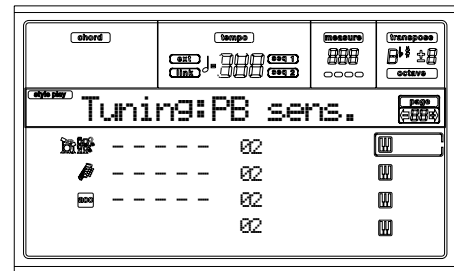 chord tempo measure transpose
ext ♩= seq 1
link seq 2
octave
style play Tuning:PB sens. page
- - - - - 02 W
- - - - - 02 W
acc - - - - - 02 W
02 W